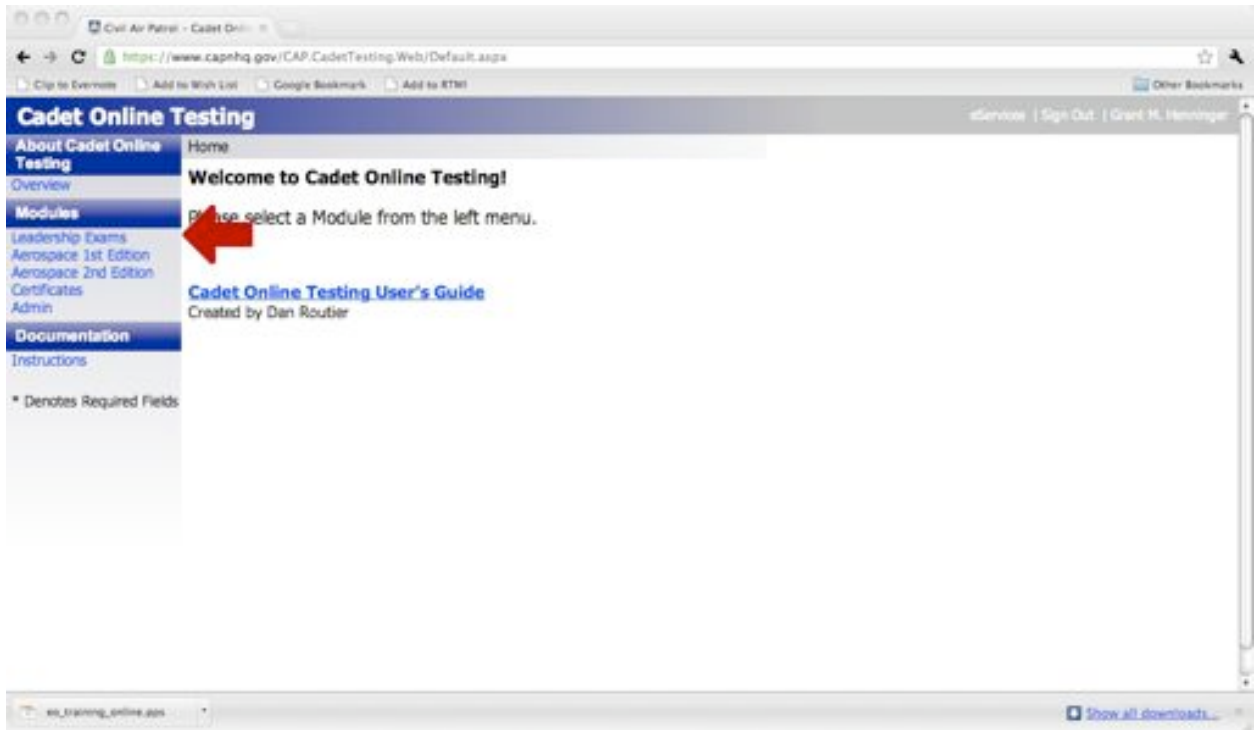 Civil Air Patrol - Cadet Onli
https://www.capnhq.gov/CAP.CadetTesting.Web/Default.aspx
Clip to Evernote Add to Wish List Google Bookmark Add to RTM! Other Bookmarks
Cadet Online Testing
eServices | Sign Out | Grant M. Henninger
About Cadet Online
Testing
Overview
Modules
Leadership Exams
Aerospace 1st Edition
Aerospace 2nd Edition
Certificates
Admin
Documentation
Instructions
* Denotes Required Fields
Home
Welcome to Cadet Online Testing!
Please select a Module from the left menu.
Cadet Online Testing User's Guide
Created by Dan Routier
eo_training_online.pps
Show all downloads...